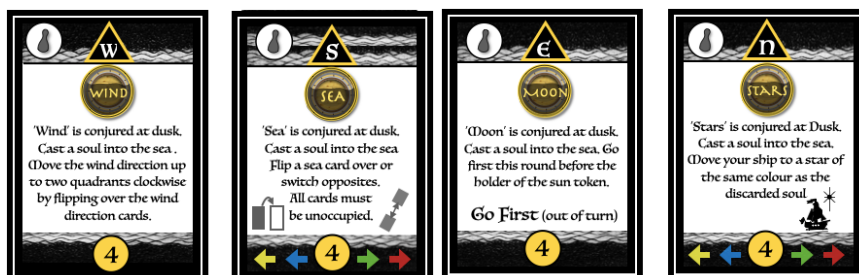 W
WIND
'Wind' is conjured at dusk.
Cast a soul into the sea .
Move the wind direction up
to two quadrants clockwise
by flipping over the wind
direction cards.
4
S
SEA
'Sea' is conjured at dusk.
Cast a soul into the sea
Flip a sea card over or
switch opposites.
All cards must
be unoccupied.
4
E
MOON
'Moon' is conjured at dusk.
Cast a soul into the sea. Go
first this round before the
holder of the sun token.
Go First (out of turn)
4
N
STARS
'Stars' is conjured at Dusk.
Cast a soul into the sea.
Move your ship to a star of
the same colour as the
discarded soul
4